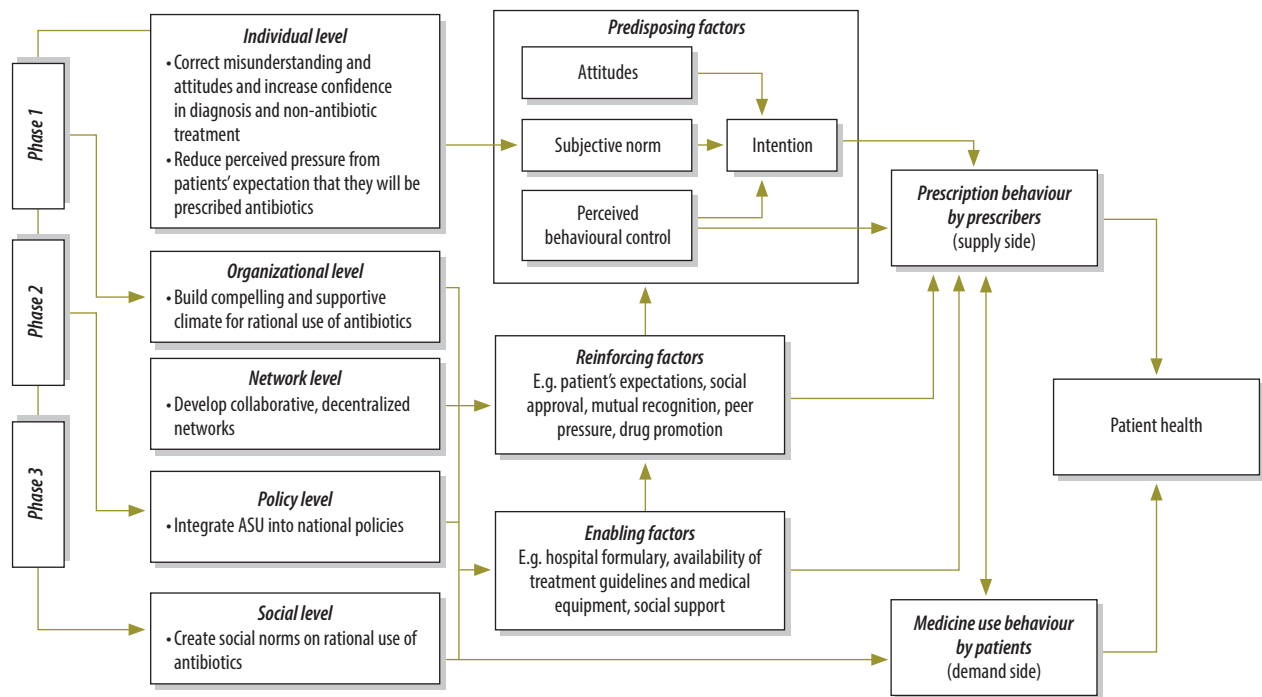 Phase 1
Phase 2
Phase 3
Individual level
• Correct misunderstanding and
attitudes and increase confidence
in diagnosis and non-antibiotic
treatment
• Reduce perceived pressure from
patients’ expectation that they will be
prescribed antibiotics
Organizational level
• Build compelling and supportive
climate for rational use of antibiotics
Network level
• Develop collaborative, decentralized
networks
Policy level
• Integrate ASU into national policies
Social level
• Create social norms on rational use of
antibiotics
Predisposing factors
Attitudes
Subjective norm
Perceived
behavioural control
Intention
Reinforcing factors
E.g. patient’s expectations, social
approval, mutual recognition, peer
pressure, drug promotion
Enabling factors
E.g. hospital formulary, availability of
treatment guidelines and medical
equipment, social support
Prescription behaviour
by prescribers
(supply side)
Medicine use behaviour
by patients
(demand side)
Patient health